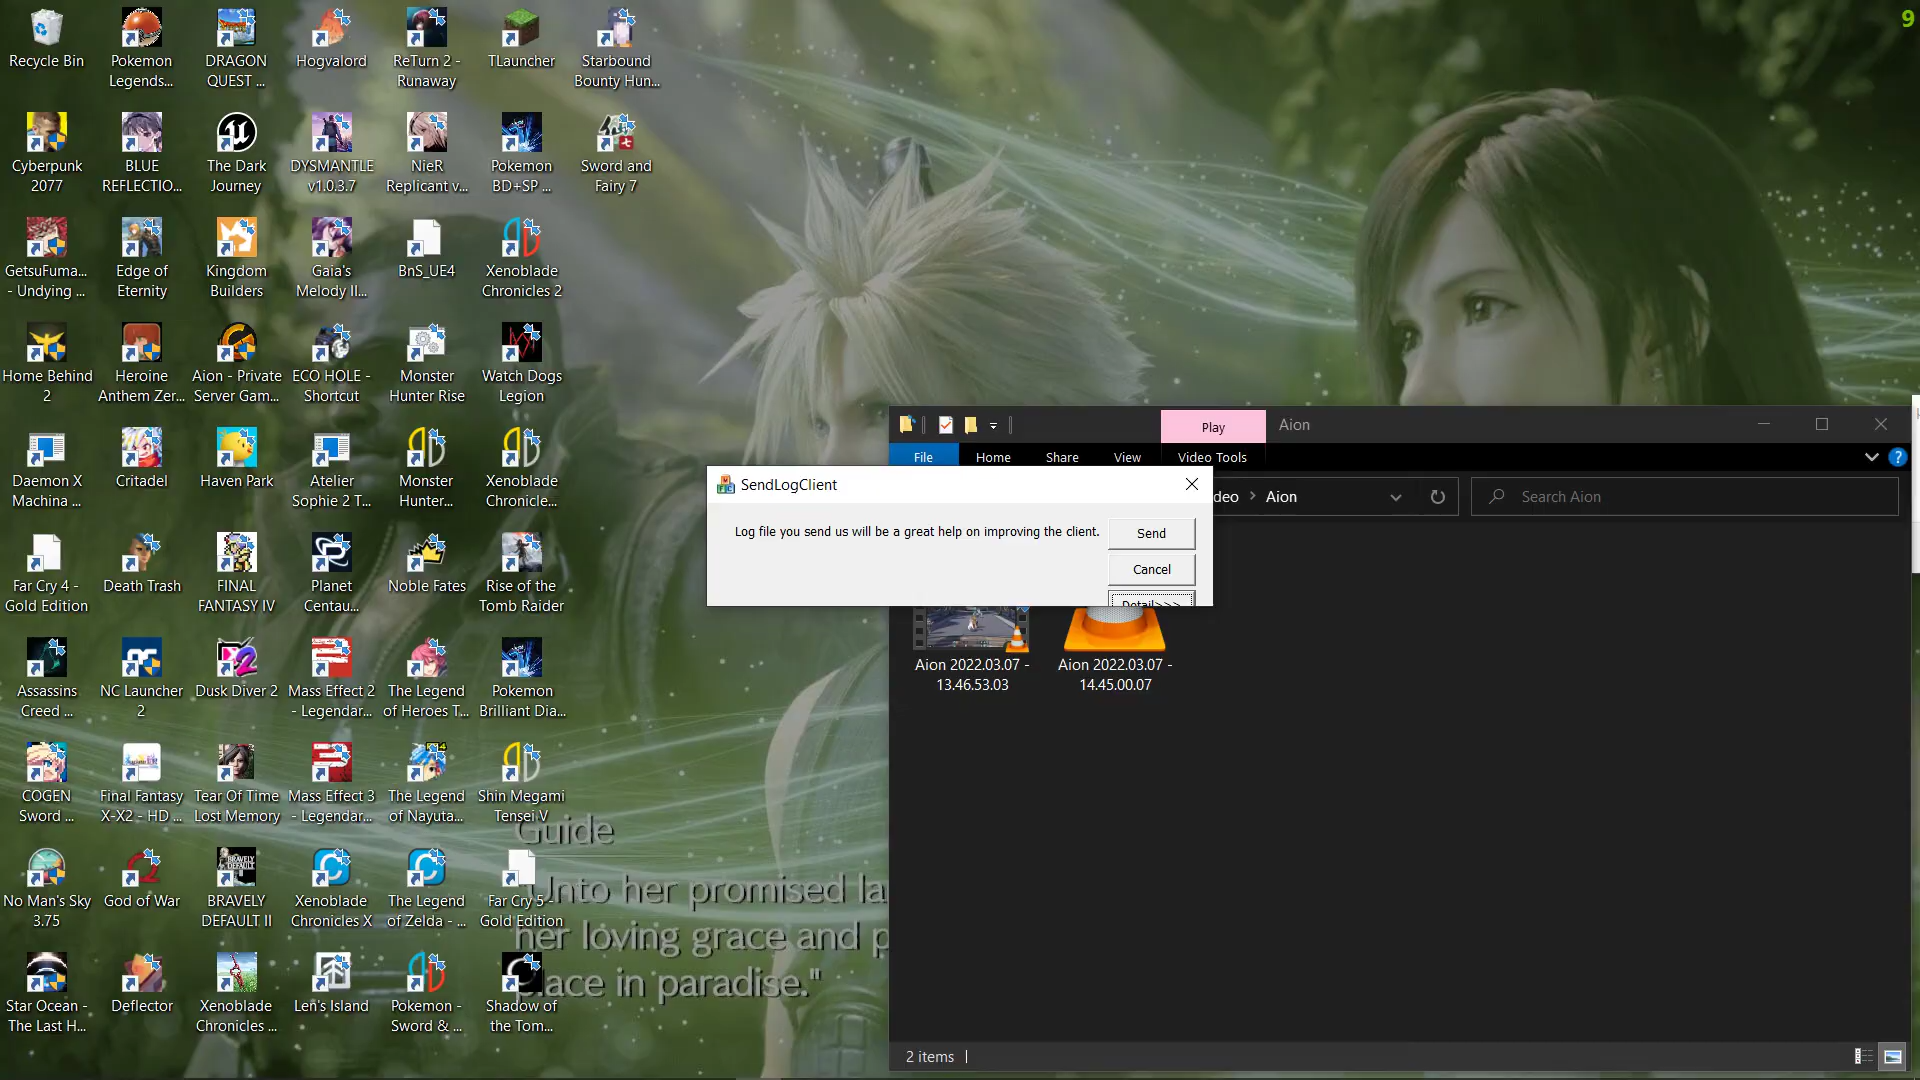 9
Recycle Bin
Pokemon
Legends...
DRAGON
QUEST ...
Hogvalord
ReTurn 2 -
Runaway
TLauncher
Starbound
Bounty Hun...
Cyberpunk
2077
BLUE
REFLECTIO...
The Dark
Journey
DYSMANTLE
v1.0.3.7
NieR
Replicant v...
Pokemon
BD+SP ...
Sword and
Fairy 7
GetsuFuma...
- Undying ...
Edge of
Eternity
Kingdom
Builders
Gaia's
Melody II...
BnS_UE4
Xenoblade
Chronicles 2
Home Behind
2
Heroine
Anthem Zer...
Aion - Private
Server Gam...
ECO HOLE -
Shortcut
Monster
Hunter Rise
Watch Dogs
Legion
Daemon X
Machina ...
Citadel
Haven Park
Atelier
Sophie 2 T...
Monster
Hunter...
Xenoblade
Chronicle...
Far Cry 4 -
Gold Edition
Death Trash
FINAL
FANTASY IV
Planet
Centau...
Noble Fates
Rise of the
Tomb Raider
Assassins
Creed ...
NC Launcher
2
Dusk Diver 2
Mass Effect 2
- Legendar...
The Legend
of Heroes T...
Pokemon
Brilliant Dia...
COGEN
Sword ...
Final Fantasy
X-X2 - HD ...
Tear Of Time
Lost Memory
Mass Effect 3
- Legendar...
The Legend
of Nayuta...
Shin Megami
Tensei V
No Man's Sky
3.75
God of War
BRAVELY
DEFAULT II
Xenoblade
Chronicles X
The Legend
of Zelda - ...
Far Cry 5 -
Gold Edition
Star Ocean -
The Last H...
Deflector
Xenoblade
Chronicles ...
Len's Island
Pokemon -
Sword & ...
Shadow of
the Tom...
Guide
"Unto her promised la
her loving grace and p
place in paradise."
Play
Aion
File
Home
Share
View
Video Tools
deo > Aion
Search Aion
SendLogClient
Log file you send us will be a great help on improving the client.
Send
Cancel
Detail>>>
Aion 2022.03.07 -
13.46.53.03
Aion 2022.03.07 -
14.45.00.07
2 items